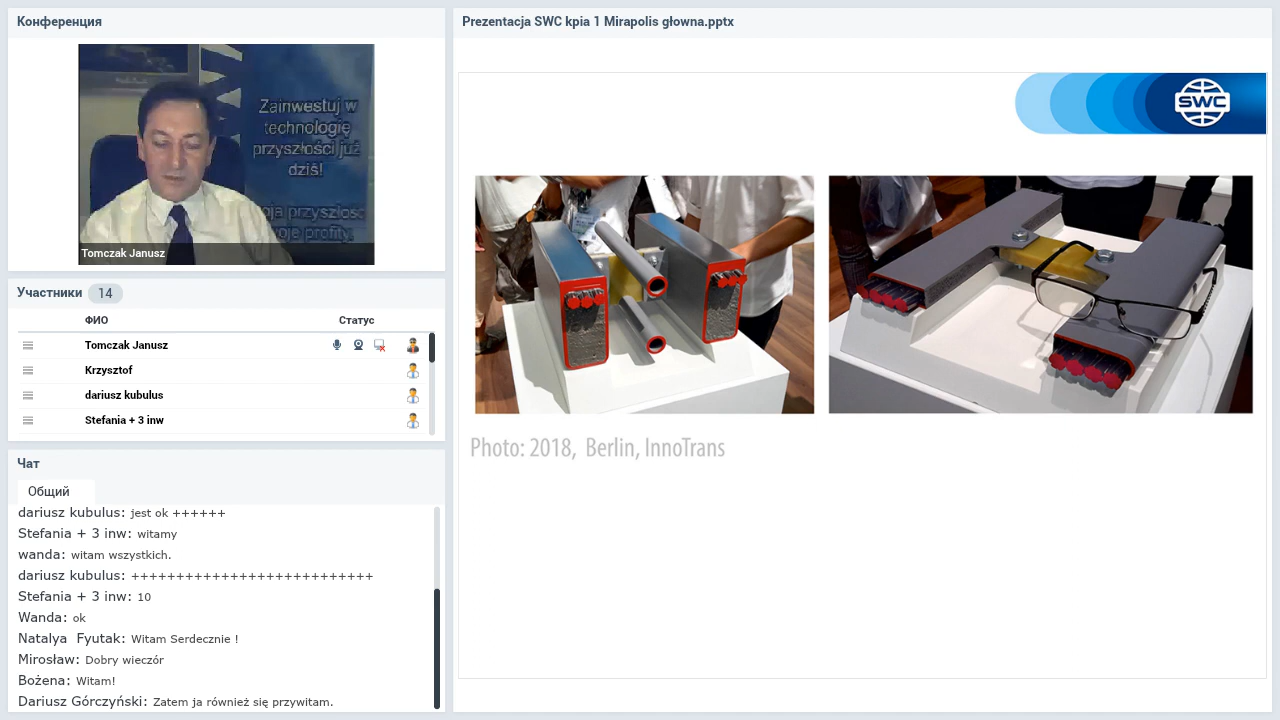 Конференция
Zainwestuj w
technologię
przyszłości już
dziś!
Tomczak Janusz
Участники 14
ФИО Статус
Tomczak Janusz
Krzysztof
dariusz kubulus
Stefania + 3 inw
Чат
Общий
dariusz kubulus: jest ok ++++++
Stefania + 3 inw: witamy
wanda: witam wszystkich.
dariusz kubulus: +++++++++++++++++++++++++++
Stefania + 3 inw: 10
Wanda: ok
Natalya Fyutak: Witam Serdecznie !
Mirosław: Dobry wieczór
Bożena: Witam!
Dariusz Górczyński: Zatem ja również się przywitam.
Prezentacja SWC kpia 1 Mirapolis głowna.pptx
SWC
Photo: 2018, Berlin, InnoTrans